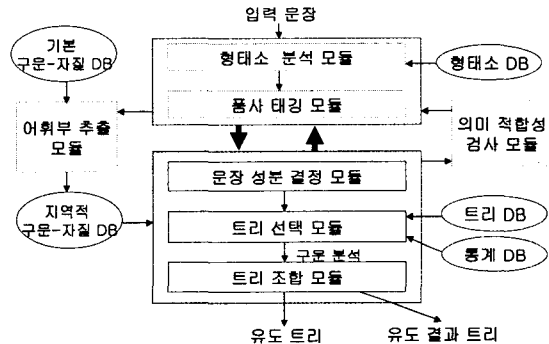 입력 문장
기본
구문-자질 DB
형태소 분석 모듈
형태소 DB
품사 태깅 모듈
어휘부 추출
모듈
의미 적합성
검사 모듈
문장 성분 결정 모듈
지역적
구문-자질 DB
트리 선택 모듈
트리 DB
통계 DB
구문 분석
트리 조합 모듈
유도 트리
유도 결과 트리